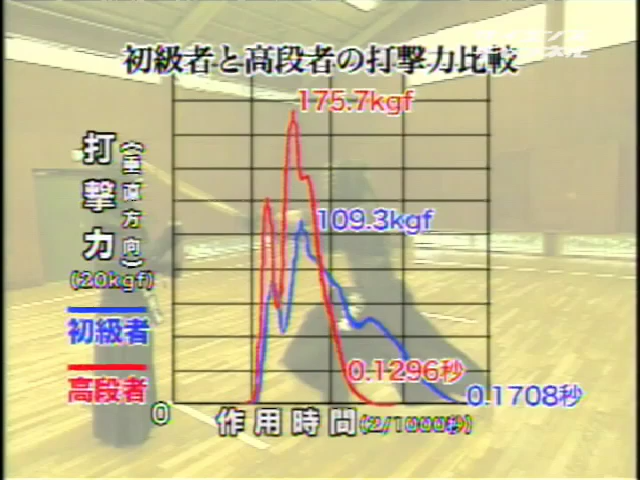 初級者と高段者の打撃力比較
175.7kgf
109.3kgf
打撃力
(垂直方向)
(20kgf)
初級者
高段者
0.1296秒
0.1708秒
0
作用時間(2/1000秒)